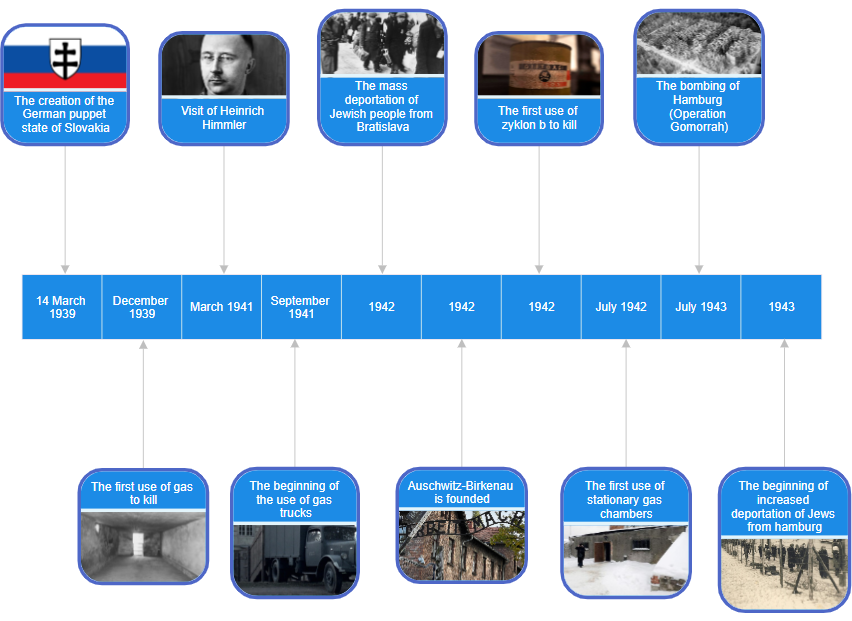 The creation of the
German puppet
state of Slovakia
Visit of Heinrich
Himmler
The mass
deportation of
Jewish people from
Bratislava
The first use of
zyklon b to kill
The bombing of
Hamburg
(Operation
Gomorrah)
14 March
1939
December
1939
March 1941
September
1941
1942
1942
1942
July 1942
July 1943
1943
The first use of gas
to kill
The beginning of
the use of gas
trucks
Auschwitz-Birkenau
is founded
The first use of
stationary gas
chambers
The beginning of
increased
deportation of Jews
from hamburg